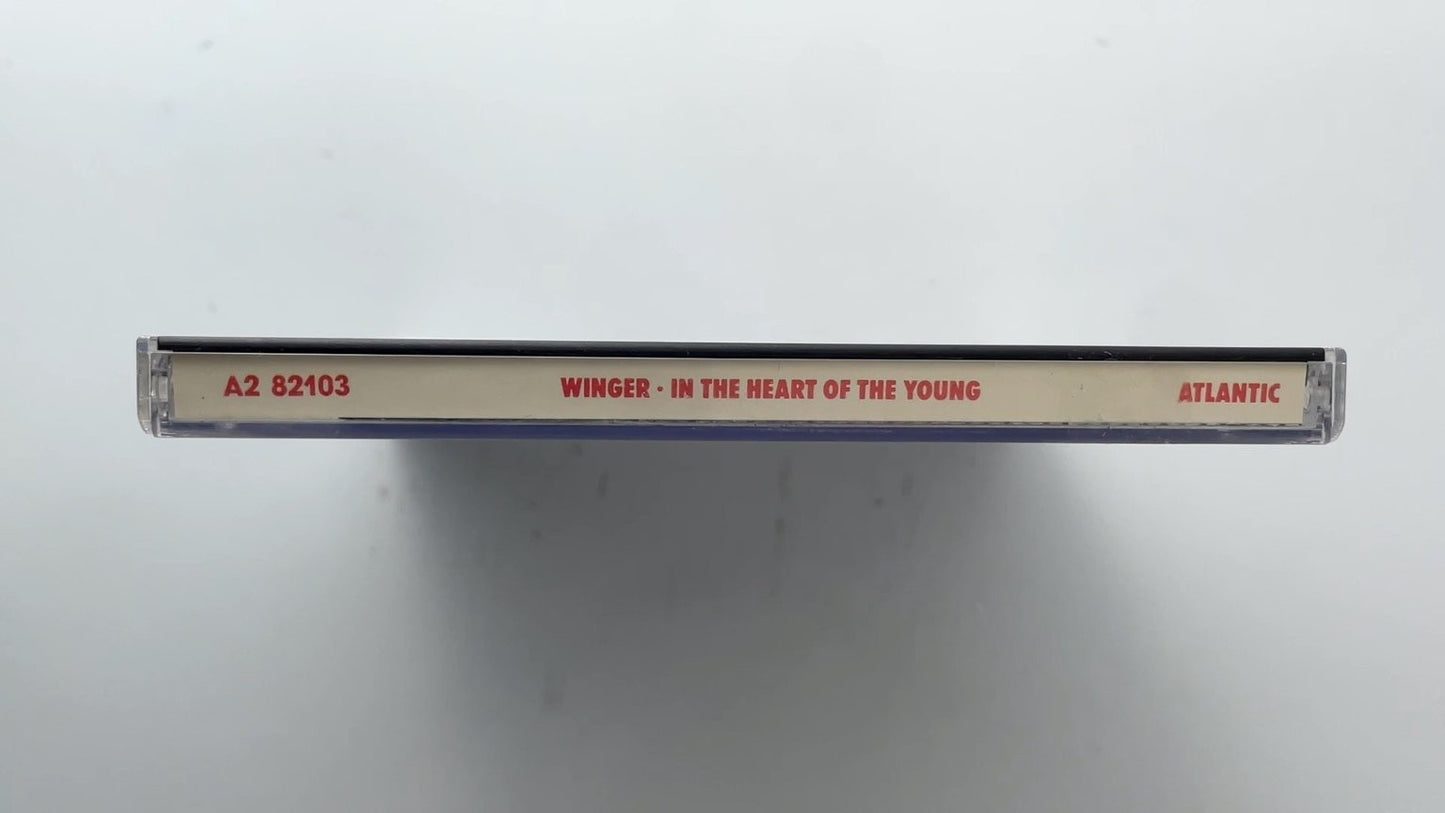 A2 82103 WINGER · IN THE HEART OF THE YOUNG ATLANTIC